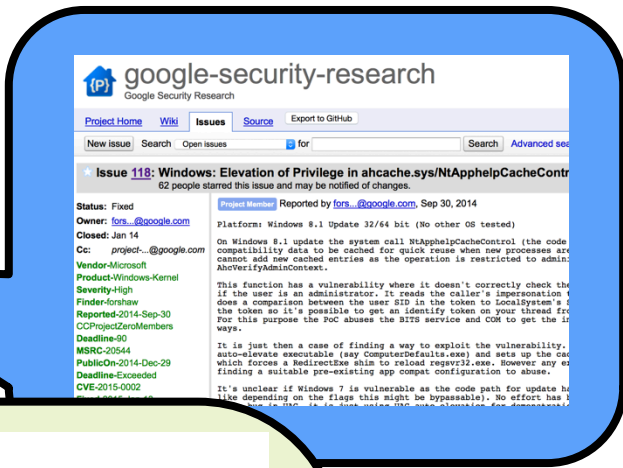 google-security-research
Google Security Research
Project Home Wiki Issues Source Export to GitHub
New issue Search Open issues for Search Advanced sea
Issue 118: Windows: Elevation of Privilege in ahcache.sys/NtApphelpCacheContr
62 people starred this issue and may be notified of changes.
Status: Fixed
Owner: fors...@google.com
Closed: Jan 14
Cc: project-...@google.com
Vendor-Microsoft
Product-Windows-Kernel
Severity-High
Finder-forshaw
Reported-2014-Sep-30
CCProjectZeroMembers
Deadline-90
MSRC-20544
PublicOn-2014-Dec-29
Deadline-Exceeded
CVE-2015-0002
Project Member Reported by fors...@google.com, Sep 30, 2014
Platform: Windows 8.1 Update 32/64 bit (No other OS tested)
On Windows 8.1 update the system call NtApphelpCacheControl (the code
compatibility data to be cached for quick reuse when new processes are
cannot add new cached entries as the operation is restricted to admini
AhcVerifyAdminContext.
This function has a vulnerability where it doesn't correctly check the
if the user is an administrator. It reads the caller's impersonation t
does a comparison between the user SID in the token to LocalSystem's S
the token so it's possible to get an identify token on your thread fro
For this purpose the PoC abuses the BITS service and COM to get the im
ways.
It is just then a case of finding a way to exploit the vulnerability.
auto-elevate executable (say ComputerDefaults.exe) and sets up the cac
which forces a RedirectExe shim to reload regsvr32.exe. However any ex
finding a suitable pre-existing app compat configuration to abuse.
It's unclear if Windows 7 is vulnerable as the code path for update ha
like depending on the flags this might be bypassable). No effort has b